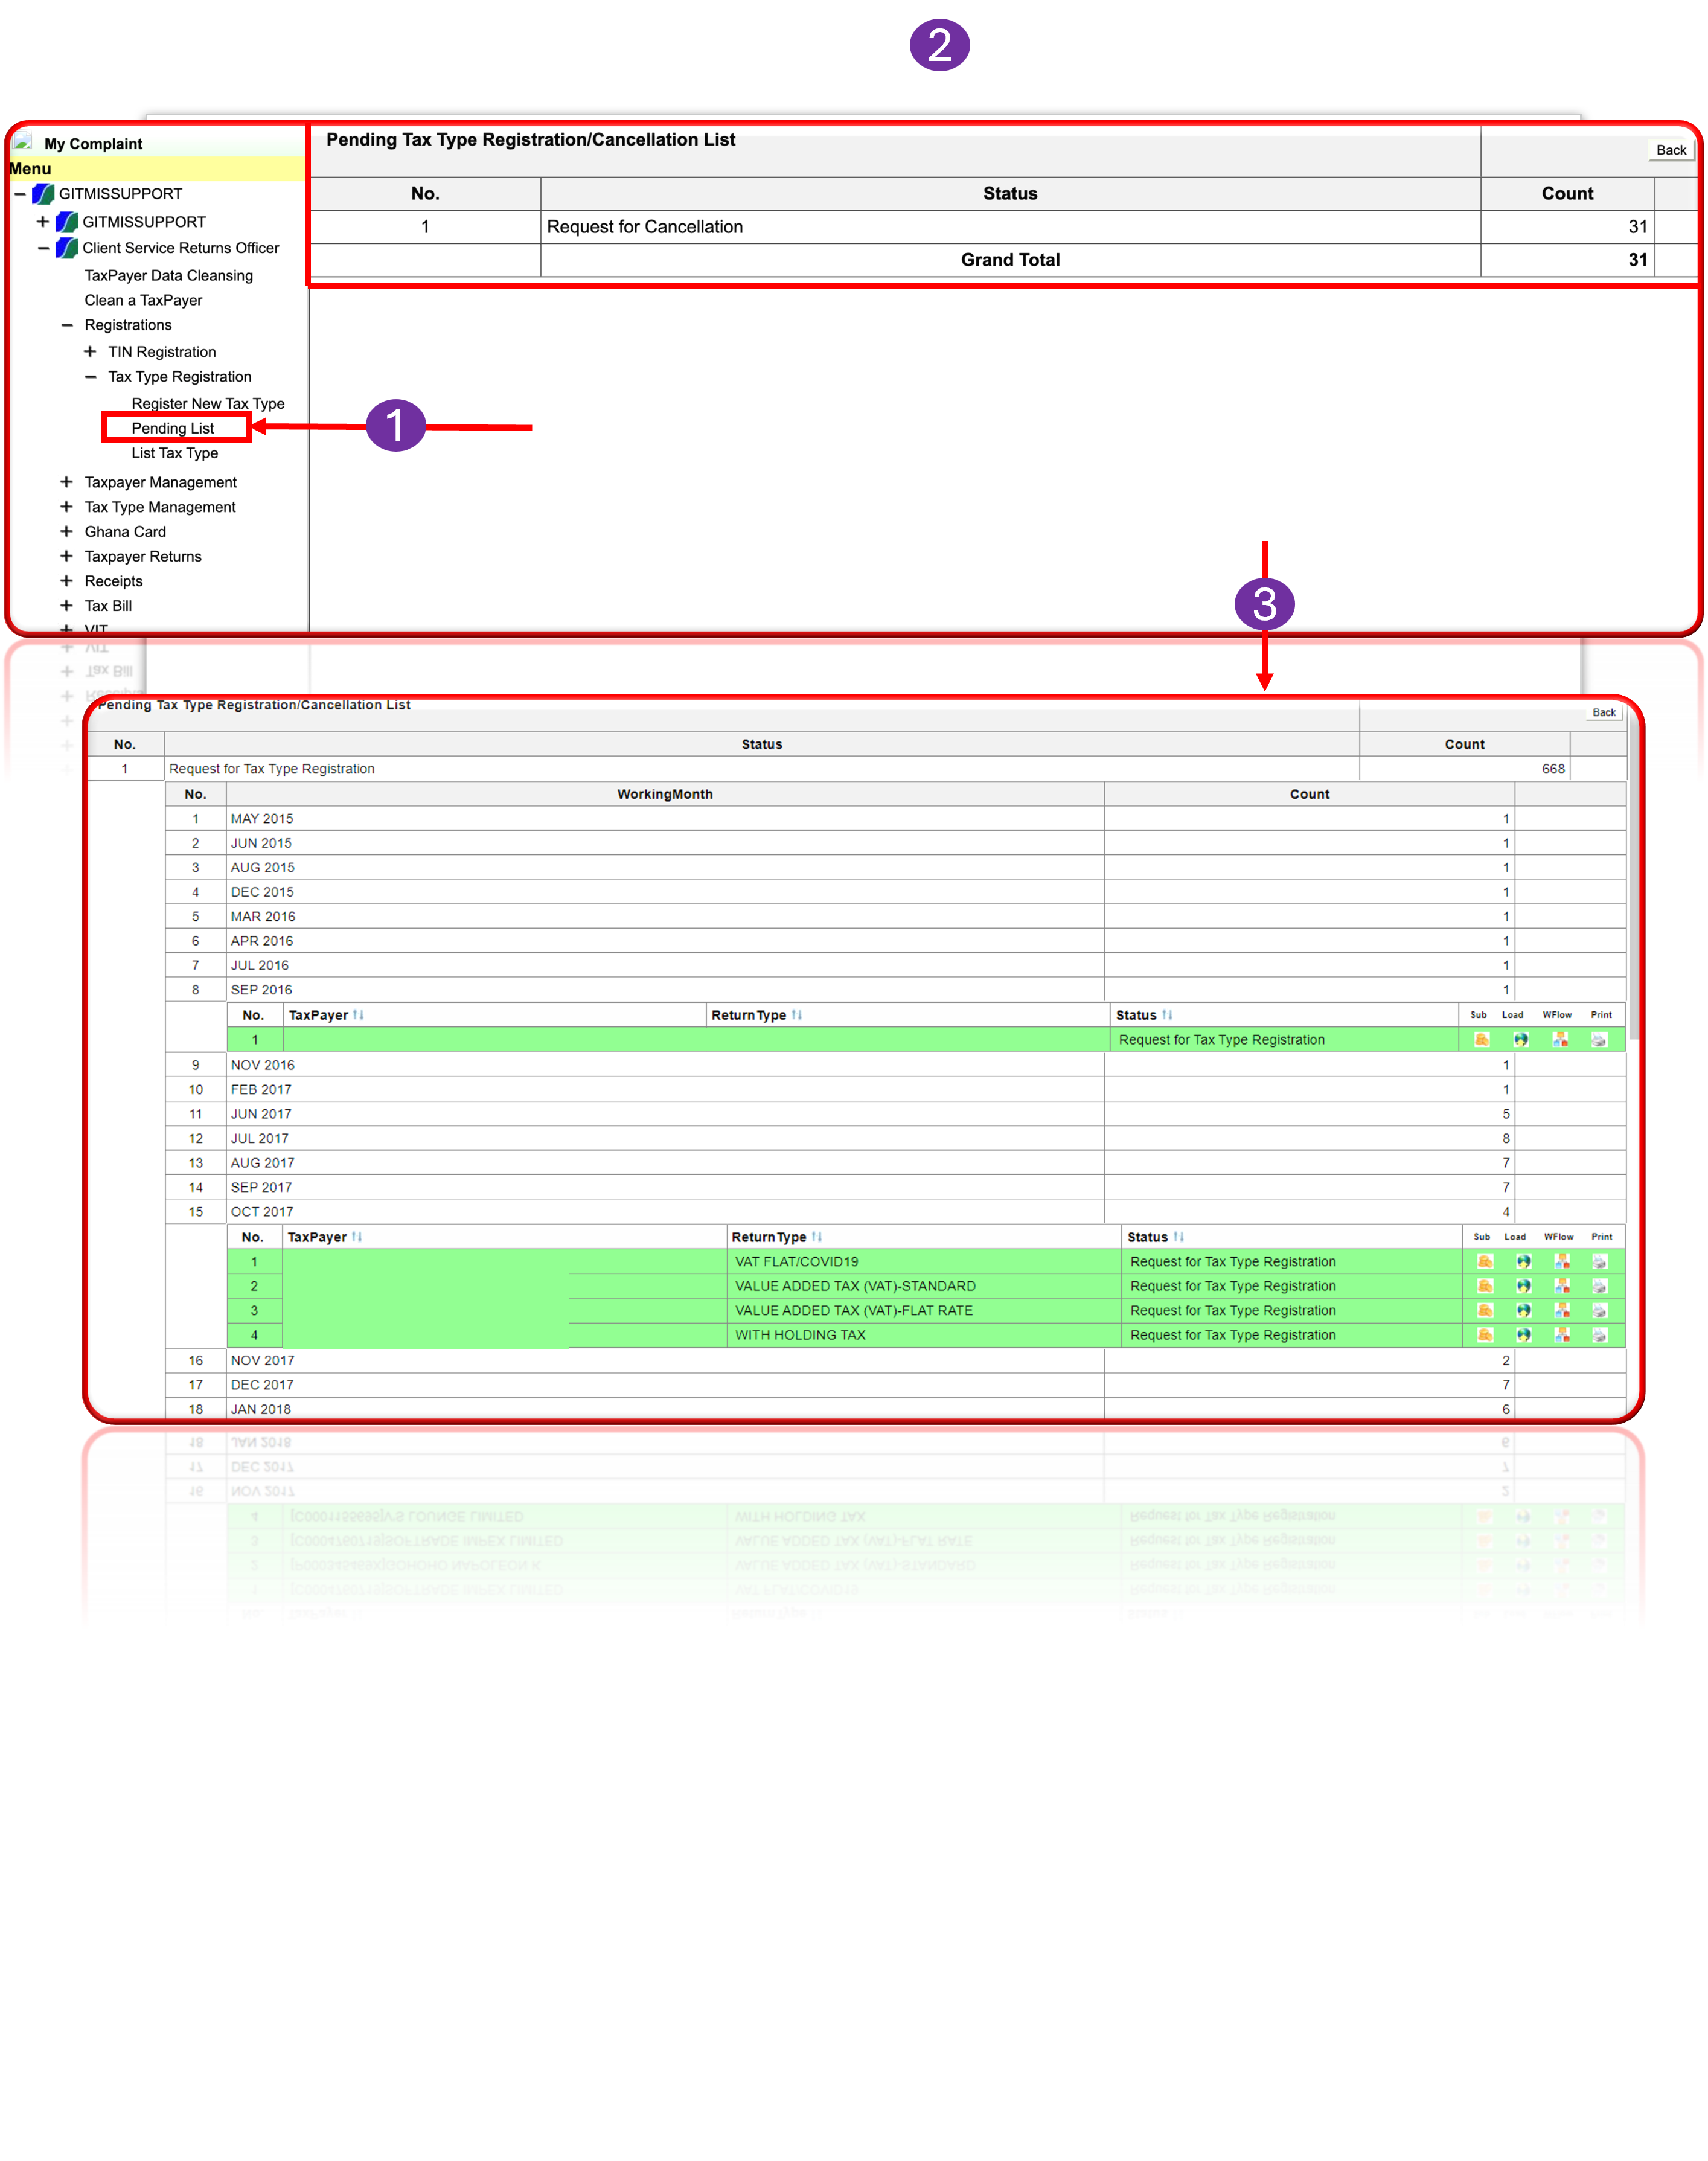 2
My Complaint
Menu
GITMISSUPPORT
GITMISSUPPORT
Client Service Returns Officer
TaxPayer Data Cleansing
Clean a TaxPayer
Registrations
TIN Registration
Tax Type Registration
Register New Tax Type
Pending List
List Tax Type
Taxpayer Management
Tax Type Management
Ghana Card
Taxpayer Returns
Receipts
Tax Bill
VIT
Pending Tax Type Registration/Cancellation List
Back
No. Status Count
1 Request for Cancellation 31
Grand Total 31
1
3
Pending Tax Type Registration/Cancellation List
Back
No. Status Count
1 Request for Tax Type Registration 668
No. WorkingMonth Count
1 MAY 2015 1
2 JUN 2015 1
3 AUG 2015 1
4 DEC 2015 1
5 MAR 2016 1
6 APR 2016 1
7 JUL 2016 1
8 SEP 2016 1
No. TaxPayer ReturnType Status Sub Load WFlow Print
1 Request for Tax Type Registration
9 NOV 2016 1
10 FEB 2017 1
11 JUN 2017 5
12 JUL 2017 8
13 AUG 2017 7
14 SEP 2017 7
15 OCT 2017 4
No. TaxPayer ReturnType Status Sub Load WFlow Print
1 VAT FLAT/COVID19 Request for Tax Type Registration
2 VALUE ADDED TAX (VAT)-STANDARD Request for Tax Type Registration
3 VALUE ADDED TAX (VAT)-FLAT RATE Request for Tax Type Registration
4 WITH HOLDING TAX Request for Tax Type Registration
16 NOV 2017 2
17 DEC 2017 7
18 JAN 2018 6